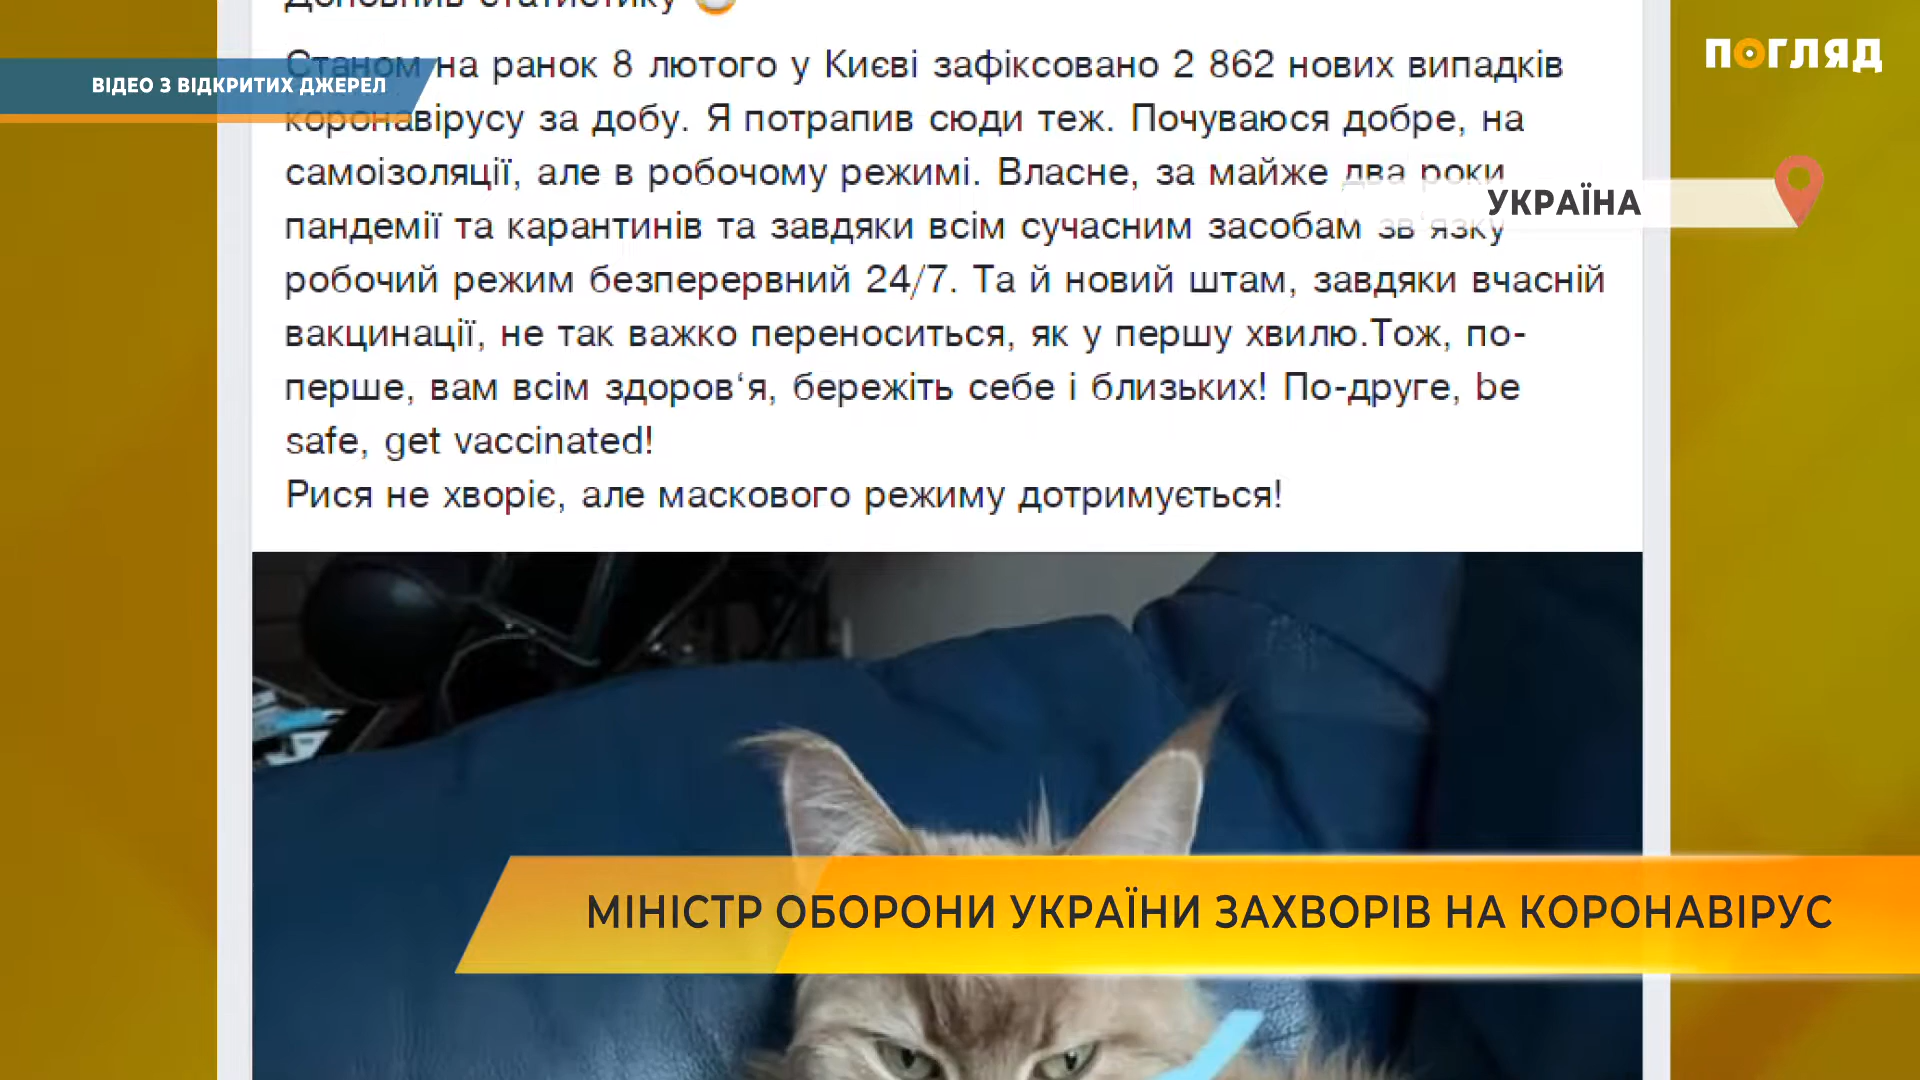 Доповнив статистику
Станом на ранок 8 лютого у Києві зафіксовано 2 862 нових випадків
коронавірусу за добу. Я потрапив сюди теж. Почуваюся добре, на
самоізоляції, але в робочому режимі. Власне, за майже два роки
пандемії та карантинів та завдяки всім сучасним засобам зв‘язку
робочий режим безперервний 24/7. Та й новий штам, завдяки вчасній
вакцинації, не так важко переноситься, як у першу хвилю.Тож, по-
перше, вам всім здоров‘я, бережіть себе і близьких! По-друге, be
safe, get vaccinated!
Рися не хворіє, але маскового режиму дотримується!
ВІДЕО З ВІДКРИТИХ ДЖЕРЕЛ
ПОГЛЯД
УКРАЇНА
МІНІСТР ОБОРОНИ УКРАЇНИ ЗАХВОРІВ НА КОРОНАВІРУС